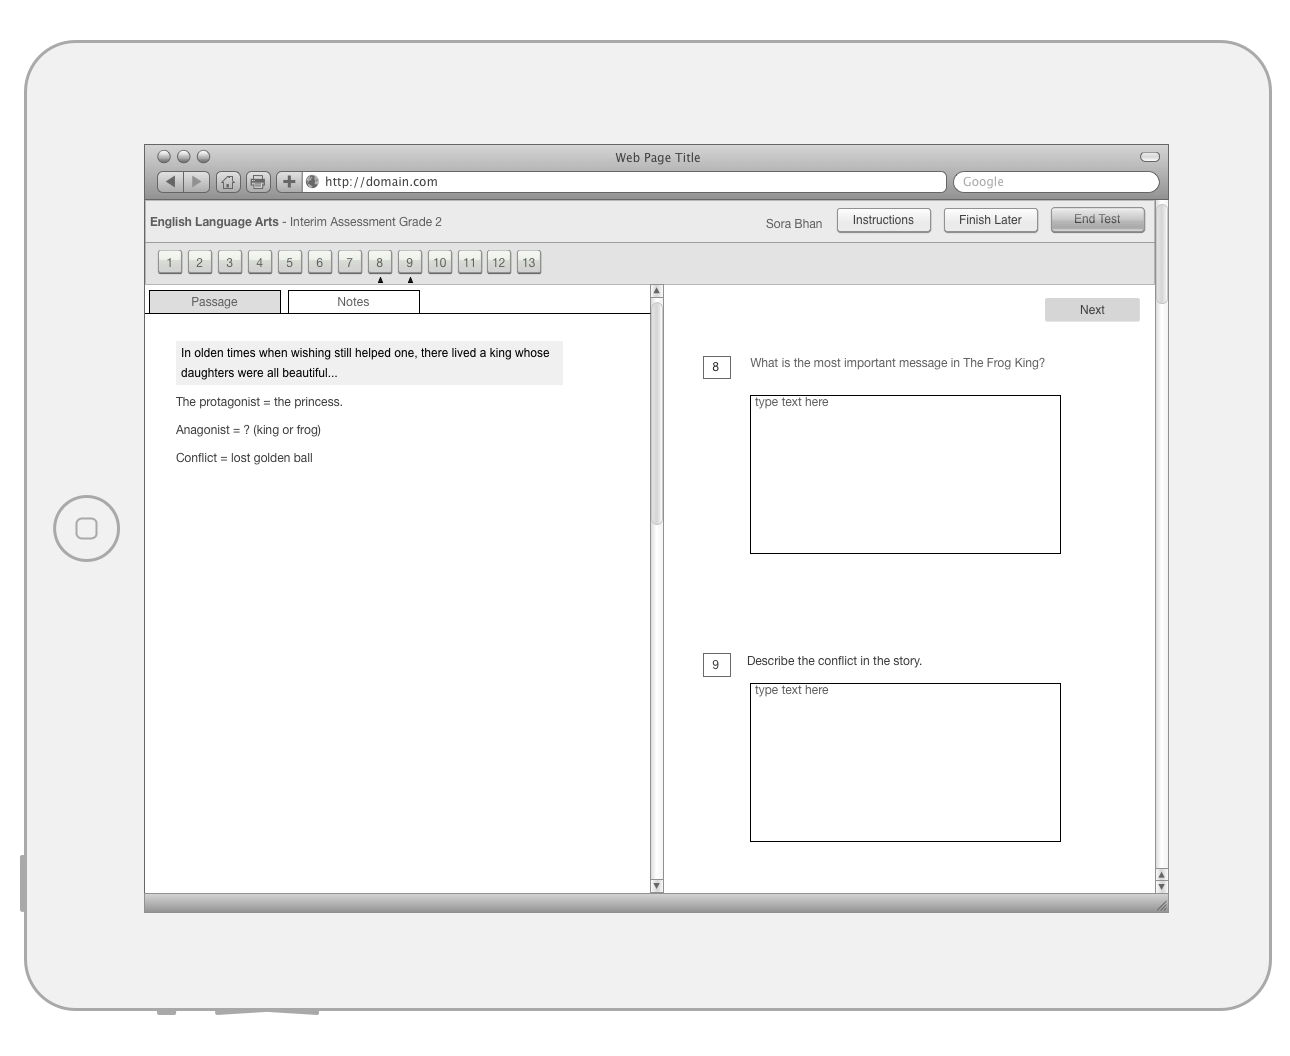 Web Page Title
http://domain.com
Google
English Language Arts - Interim Assessment Grade 2
Sora Bhan
Instructions
Finish Later
End Test
1 2 3 4 5 6 7 8 9 10 11 12 13
Passage
Notes
In olden times when wishing still helped one, there lived a king whose
daughters were all beautiful...
The protagonist = the princess.
Anagonist = ? (king or frog)
Conflict = lost golden ball
Next
8
What is the most important message in The Frog King?
type text here
9
Describe the conflict in the story.
type text here